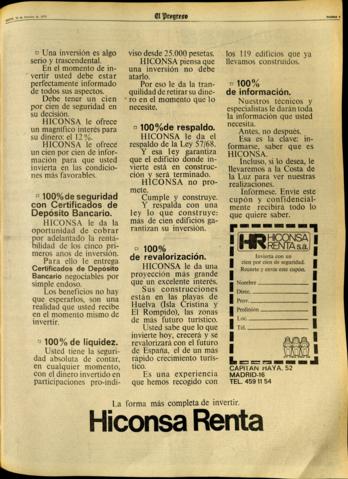 El Progreso
▫ Una inversión es algo
serio y trascendental.
En el momento de inver-
tir usted debe estar
perfectamente informado
de todos sus aspectos.
Debe tener un cien
por cien de seguridad en
su decisión.
HICONSA le ofrece
un magnífico interés para
su dinero: el 12%.
HICONSA le ofrece
un cien por cien de infor-
mación para que usted
invierta en las condicio-
nes más favorables.
▫ 100% de seguridad
con Certificados de
Depósito Bancario.
HICONSA le da la
oportunidad de cobrar
por adelantado la renta-
bilidad de los cinco pri-
meros años de inversión.
Para ello le entrega
Certificados de Depósito
Bancario negociables por
simple endoso.
Los beneficios no hay
que esperarlos, son una
realidad que usted recibe
en el momento mismo de
invertir.
▫ 100% de liquidez.
Usted tiene la seguri-
dad absoluta de contar,
en cualquier momento,
con el dinero invertido en
participaciones pro-indi-
viso desde 25.000 pesetas.
HICONSA piensa que
una inversión no debe
atarlo.
Por eso le da la tran-
quilidad de retirar su dine-
ro en el momento que lo
necesite.
▫ 100% de respaldo.
HICONSA le da el
respaldo de la Ley 57/68.
Y esa ley garantiza
que el edificio donde in-
vierte está en construcción
y será terminado.
HICONSA no pro-
mete.
Cumple y construye.
Y respalda con una
ley lo que construye:
más de cien edificios ga-
rantizan su inversión.
▫ 100%
de revalorización.
HICONSA le da una
proyección más grande
que un excelente interés.
Sus construcciones
están en las playas de
Huelva (Isla Cristina y
El Rompido), las zonas
de más futuro turístico.
Usted sabe que lo que
invierte hoy, crecerá y se
revalorizará con el futuro
de España, el de un más
rápido crecimiento turís-
tico.
Es una experiencia
que hemos recogido con
los 119 edificios que ya
llevamos construidos.
▫ 100%
de información.
Nuestros técnicos y
especialistas le darán toda
la información que usted
necesita.
Antes, no después.
Esa es la clave: infor-
marse, saber que es
HICONSA.
Incluso, si lo desea, le
llevaremos a la Costa de
la Luz para ver nuestras
realizaciones.
Infórmese. Envíe este
cupón y confidencial-
mente recibirá todo lo
que quiere saber.
HR HICONSA
RENTA s.a.
Invierta con un
cien por cien de seguridad.
Recorte y envíe este cupón.
Nombre
Direc.
Prov.
Profesión
Loc.
Tel.
CAPITAN HAYA, 52
MADRID-16
TEL. 459 11 54
La forma más completa de invertir.
Hiconsa Renta